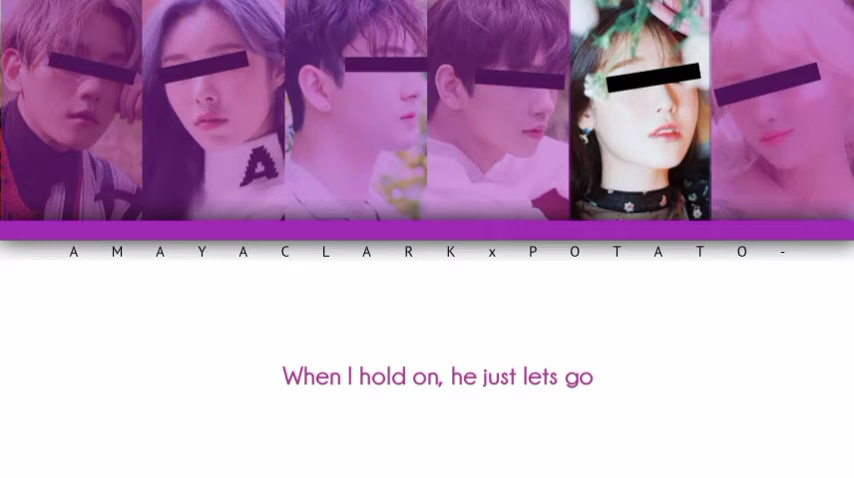 A
A M A Y A C L A R K x P O T A T O -
When I hold on, he just lets go